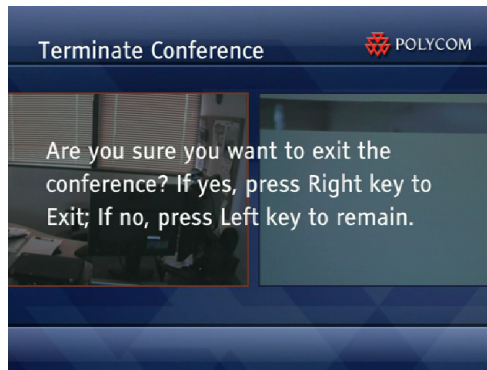 Terminate Conference
POLYCOM
Are you sure you want to exit the
conference? If yes, press Right key to
Exit; If no, press Left key to remain.